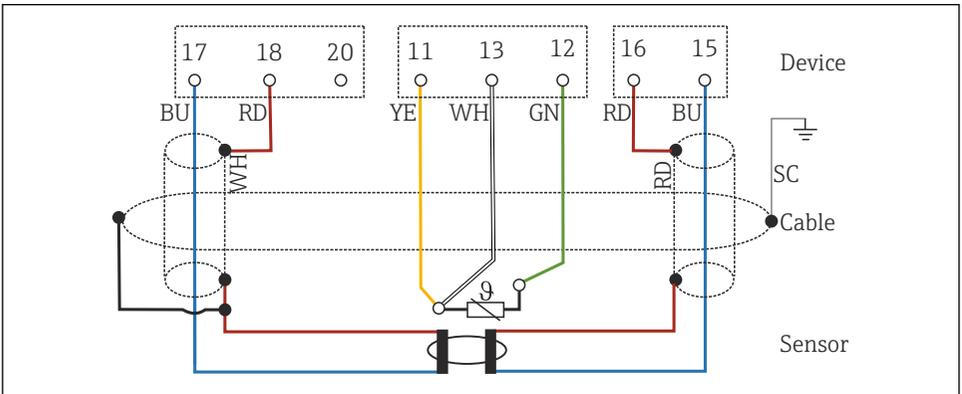 17 18 20 11 13 12 16 15 Device
BU RD YE WH GN RD BU
WH RD SC
Cable
ϑ
Sensor